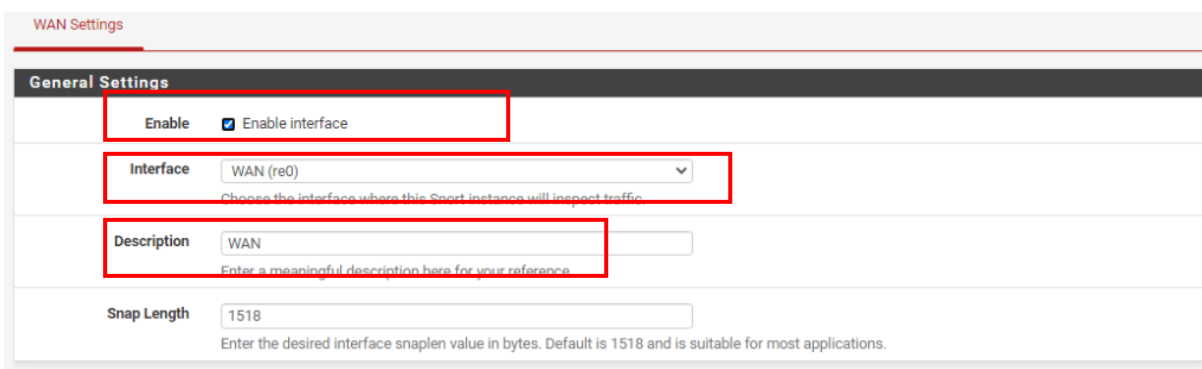 WAN Settings
General Settings
Enable Enable interface
Interface WAN (re0)
Choose the interface where this Snort instance will inspect traffic.
Description WAN
Enter a meaningful description here for your reference.
Snap Length 1518
Enter the desired interface snaplen value in bytes. Default is 1518 and is suitable for most applications.